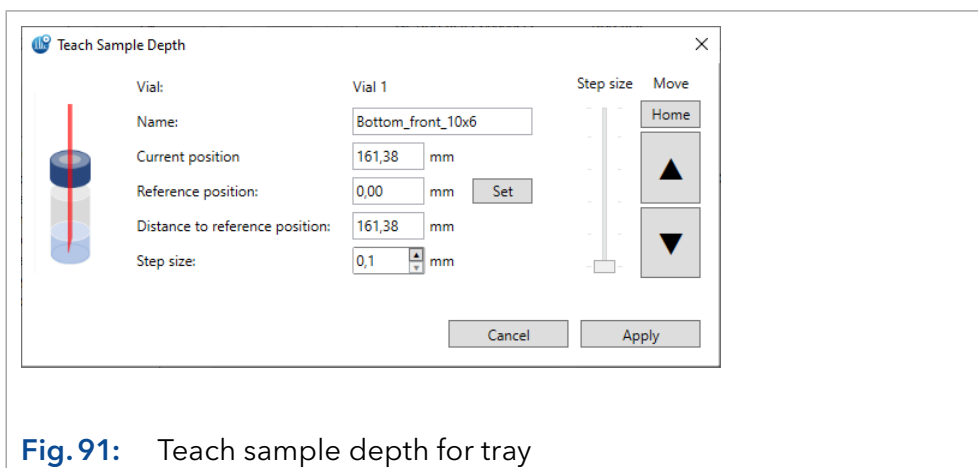 Teach Sample Depth
Vial: Vial 1 Step size Move
Name: Bottom_front_10x6 Home
Current position 161,38 mm
Reference position: 0,00 mm Set
Distance to reference position: 161,38 mm
Step size: 0,1 mm
Cancel Apply
Fig. 91: Teach sample depth for tray